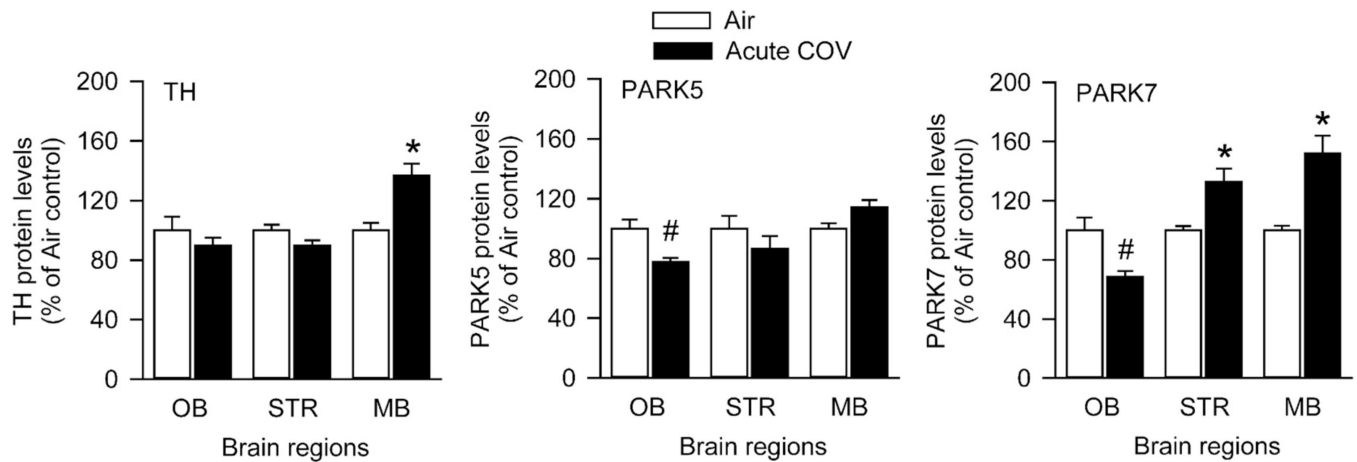 Air
Acute COV
TH
TH protein levels
(% of Air control)
200
160
120
80
40
0
OB STR MB
Brain regions
PARK5
PARK5 protein levels
(% of Air control)
200
160
120
80
40
0
#
OB STR MB
Brain regions
PARK7
PARK7 protein levels
(% of Air control)
200
160
120
80
40
0
*
*
*
#
OB STR MB
Brain regions